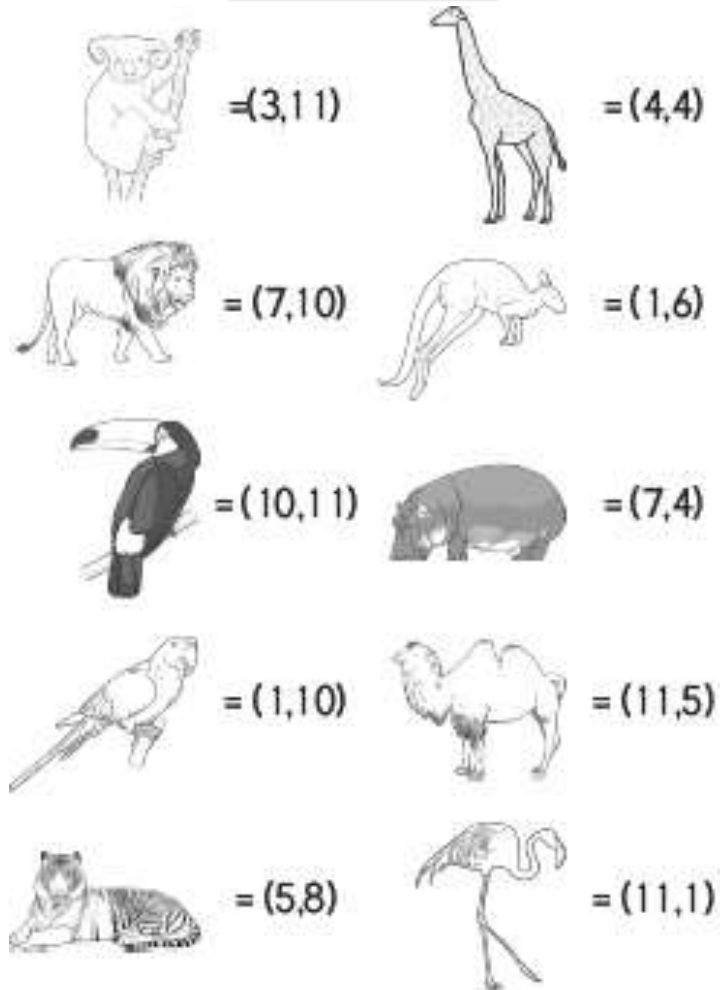 =(3,11) = (4,4)
= (7,10) = (1,6)
= (10,11) = (7,4)
= (1,10) = (11,5)
= (5,8) = (11,1)